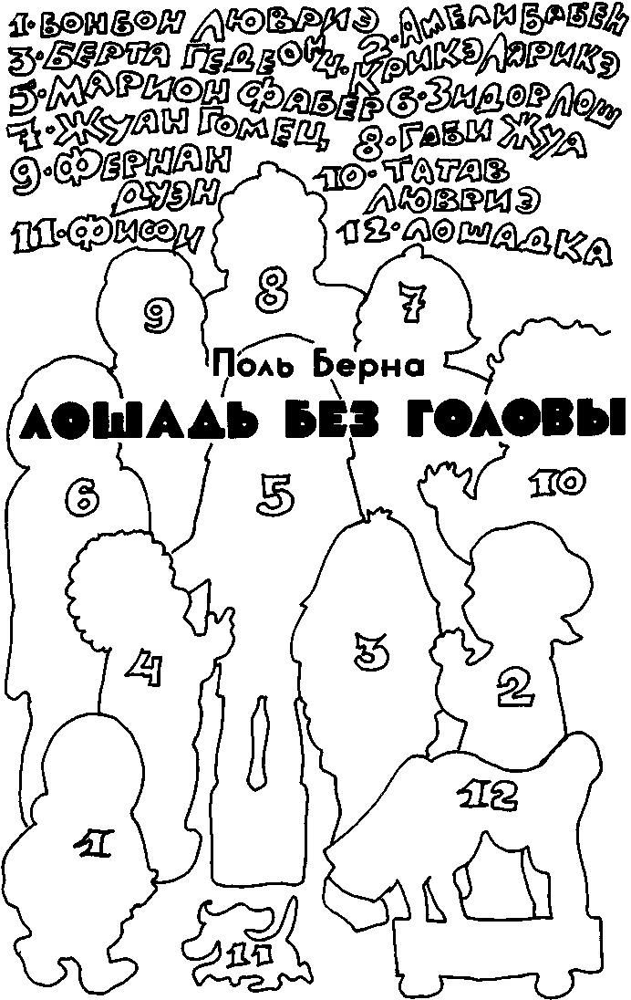 1·БОНБОН ЛЮВРИЭ 2·АМЕЛИ БАБЕН
3·БЕРТА ГЕДЕОН 4·КРИКЭ ЛЯРИКЭ
5·МАРИОН ФАБЕР 6·ЗИДОР ЛОШ
7·ЖУАН ГОМЕЦ, 8·ГАБИ ЖУА
9·ФЕРНАН 10·ТАТАВ
ДУЭН ЛЮВРИЭ
11·ФИФИ 12·ЛОШАДКА
8
9 7
Поль Берна
ЛОШАДЬ БЕЗ ГОЛОВЫ
6 5 10
4 3 2
12
1
11